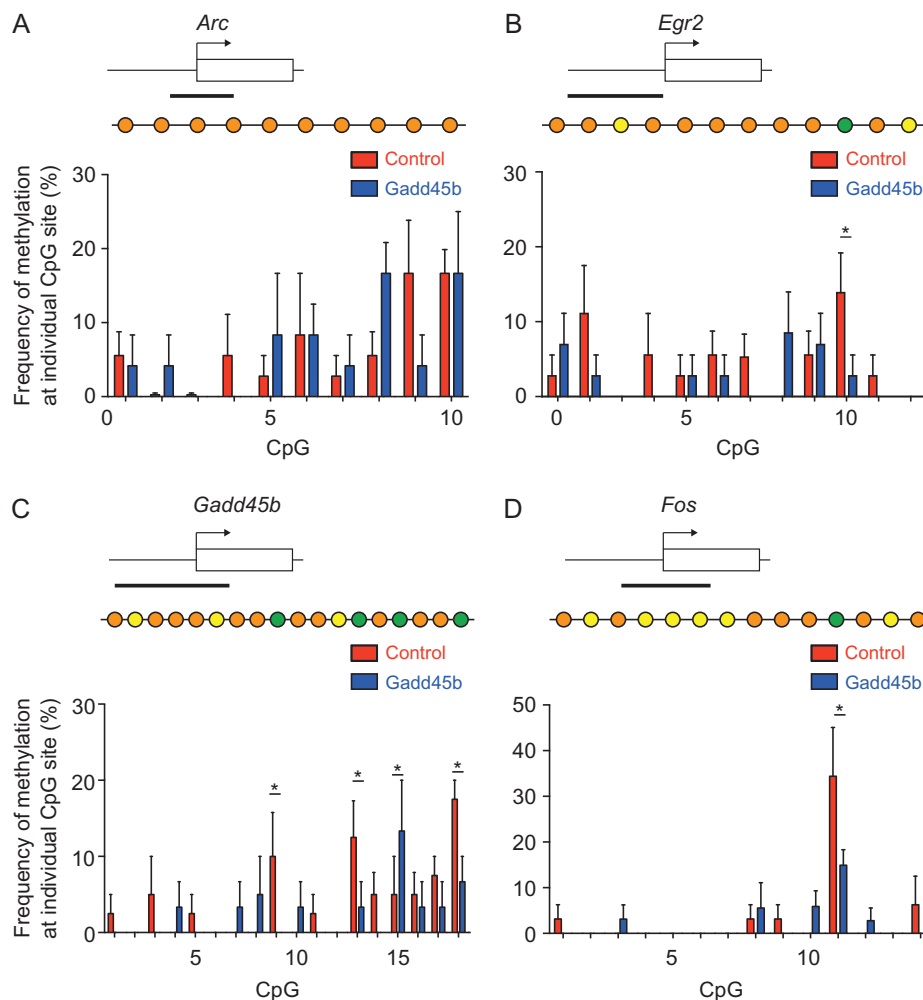 A
Arc
Control
Gadd45b
Frequency of methylation
at individual CpG site (%)
30
20
10
0
0
5
10
CpG
B
Egr2
Control
Gadd45b
30
20
10
0
*
0
5
10
CpG
C
Gadd45b
Control
Gadd45b
Frequency of methylation
at individual CpG site (%)
30
20
10
0
*
*
*
*
5
10
15
CpG
D
Fos
Control
Gadd45b
50
40
30
20
10
0
*
5
10
CpG